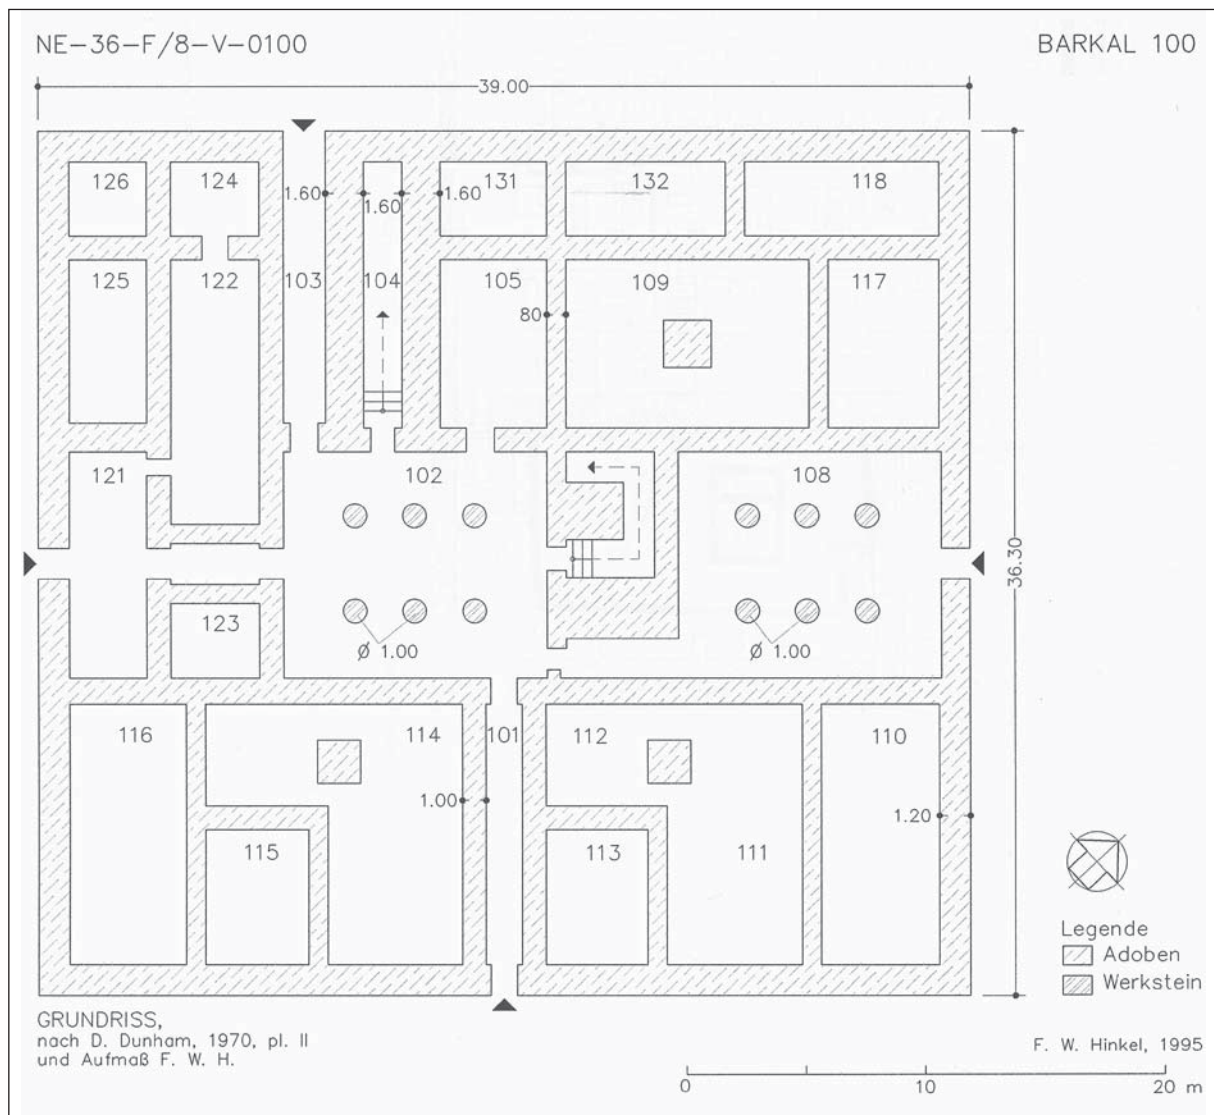 NE-36-F/8-V-0100 BARKAL 100
39.00
126 124 1.60 1.60 1.60 131 132 118
125 122 103 104 105 109 117
80
121 102 108
36.30
123
Ø 1.00 Ø 1.00
116 114 101 112 110
1.00 1.20
115 113 111
Legende
Adoben
Werkstein
GRUNDRISS,
nach D. Dunham, 1970, pl. II
und Aufmaß F. W. H.
F. W. Hinkel, 1995
0 10 20 m